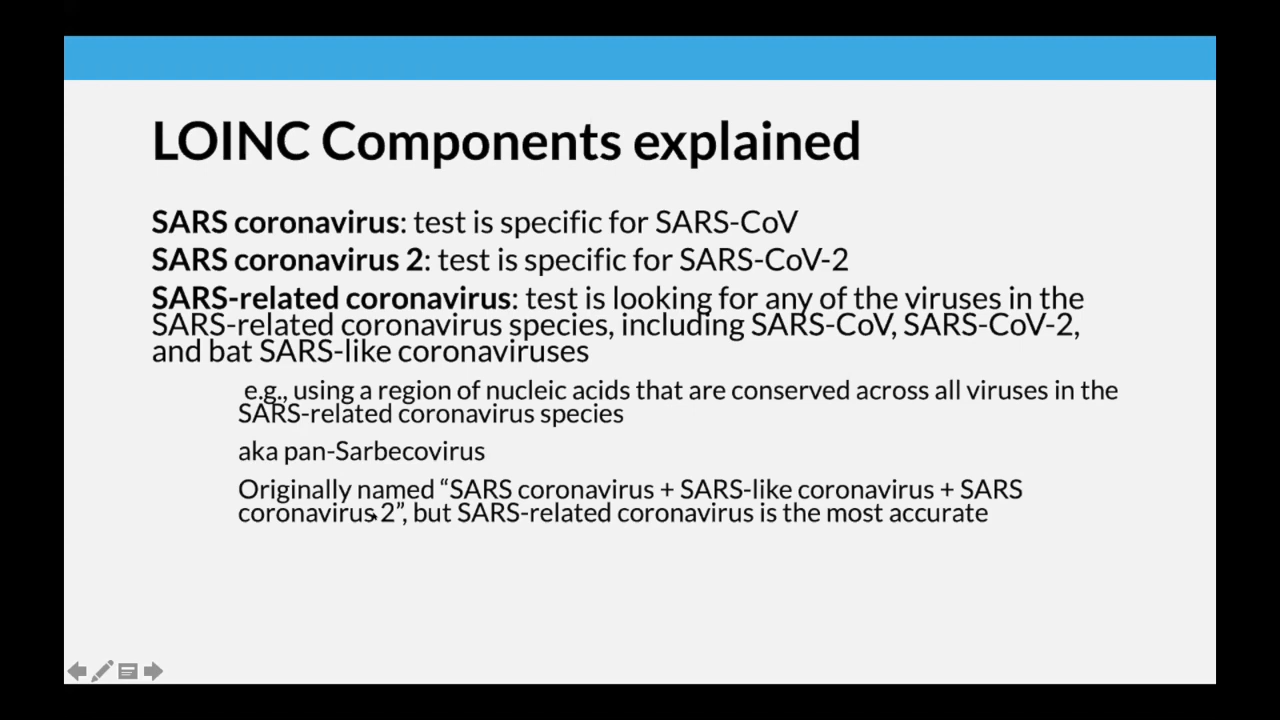 LOINC Components explained
SARS coronavirus: test is specific for SARS-CoV
SARS coronavirus 2: test is specific for SARS-CoV-2
SARS-related coronavirus: test is looking for any of the viruses in the
SARS-related coronavirus species, including SARS-CoV, SARS-CoV-2,
and bat SARS-like coronaviruses
e.g., using a region of nucleic acids that are conserved across all viruses in the
SARS-related coronavirus species
aka pan-Sarbecovirus
Originally named “SARS coronavirus + SARS-like coronavirus + SARS
coronavirus 2”, but SARS-related coronavirus is the most accurate